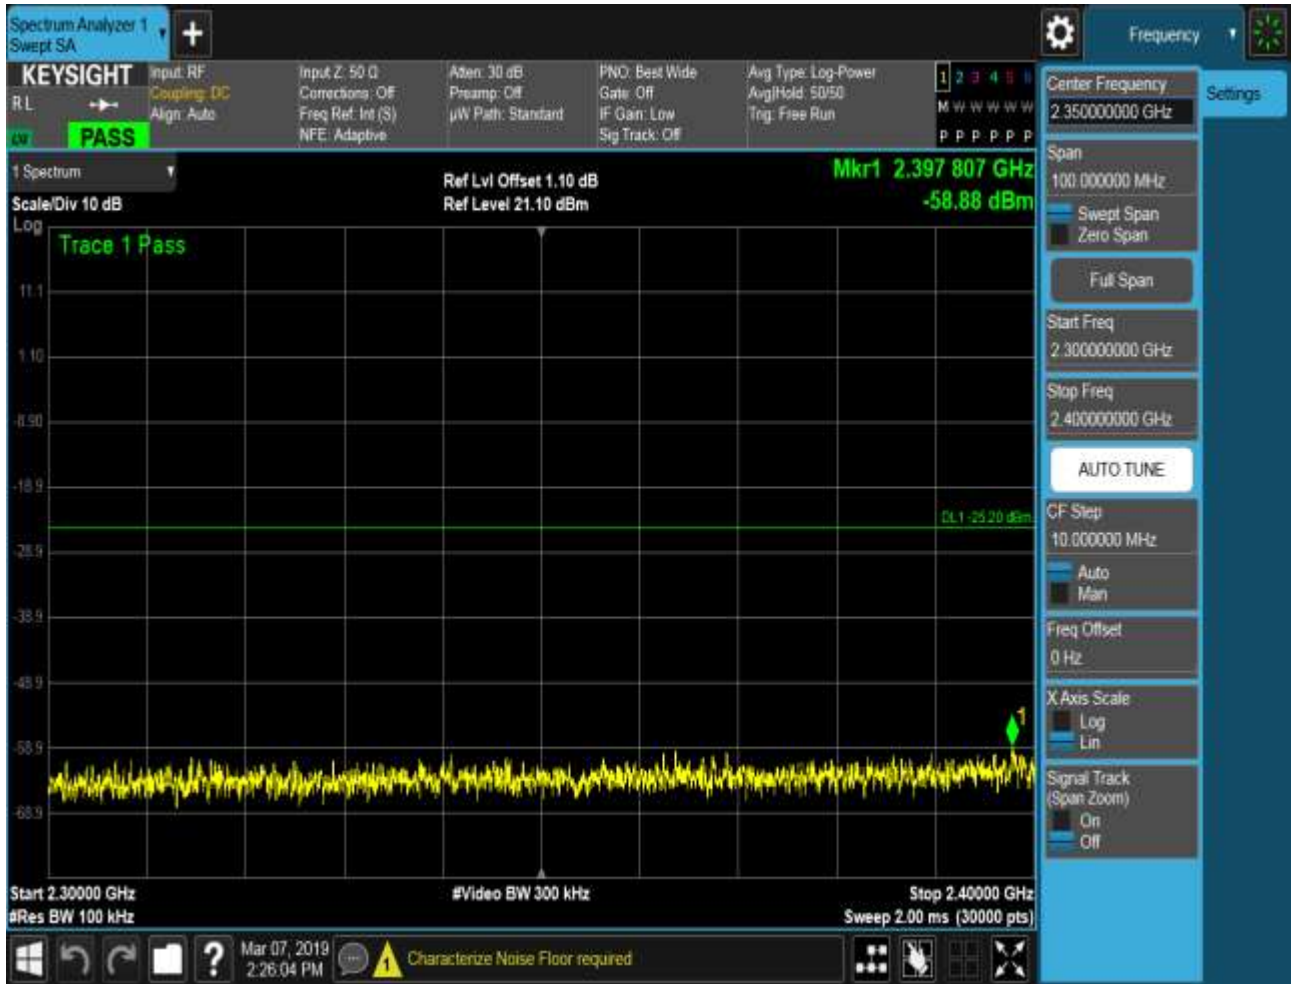 Spectrum Analyzer 1
Swept SA
Frequency
KEYSIGHT
R L
PASS
Input: RF
Coupling: DC
Align: Auto
Input Z: 50 Ω
Corrections: Off
Freq Ref: Int (S)
NFE: Adaptive
Atten: 30 dB
Preamp: Off
µW Path: Standard
PNO: Best Wide
Gate: Off
IF Gain: Low
Sig Track: Off
Avg Type: Log-Power
Avg|Hold: 50/50
Trig: Free Run
1 2 3 4 5 6
M W W W W W
P P P P P P
1 Spectrum
Scale/Div 10 dB
Ref Lvl Offset 1.10 dB
Ref Level 21.10 dBm
Mkr1 2.397 807 GHz
-58.88 dBm
Log
Trace 1 Pass
11.1
1.10
-8.90
-18.9
DL1 -25.20 dBm
-28.9
-38.9
-48.9
1
-58.9
-68.9
Start 2.30000 GHz
#Video BW 300 kHz
Stop 2.40000 GHz
#Res BW 100 kHz
Sweep 2.00 ms (30000 pts)
Mar 07, 2019
2:26:04 PM
?
1
Characterize Noise Floor required
Center Frequency
2.350000000 GHz
Settings
Span
100.000000 MHz
Swept Span
Zero Span
Full Span
Start Freq
2.300000000 GHz
Stop Freq
2.400000000 GHz
AUTO TUNE
CF Step
10.000000 MHz
Auto
Man
Freq Offset
0 Hz
X Axis Scale
Log
Lin
Signal Track
(Span Zoom)
On
Off